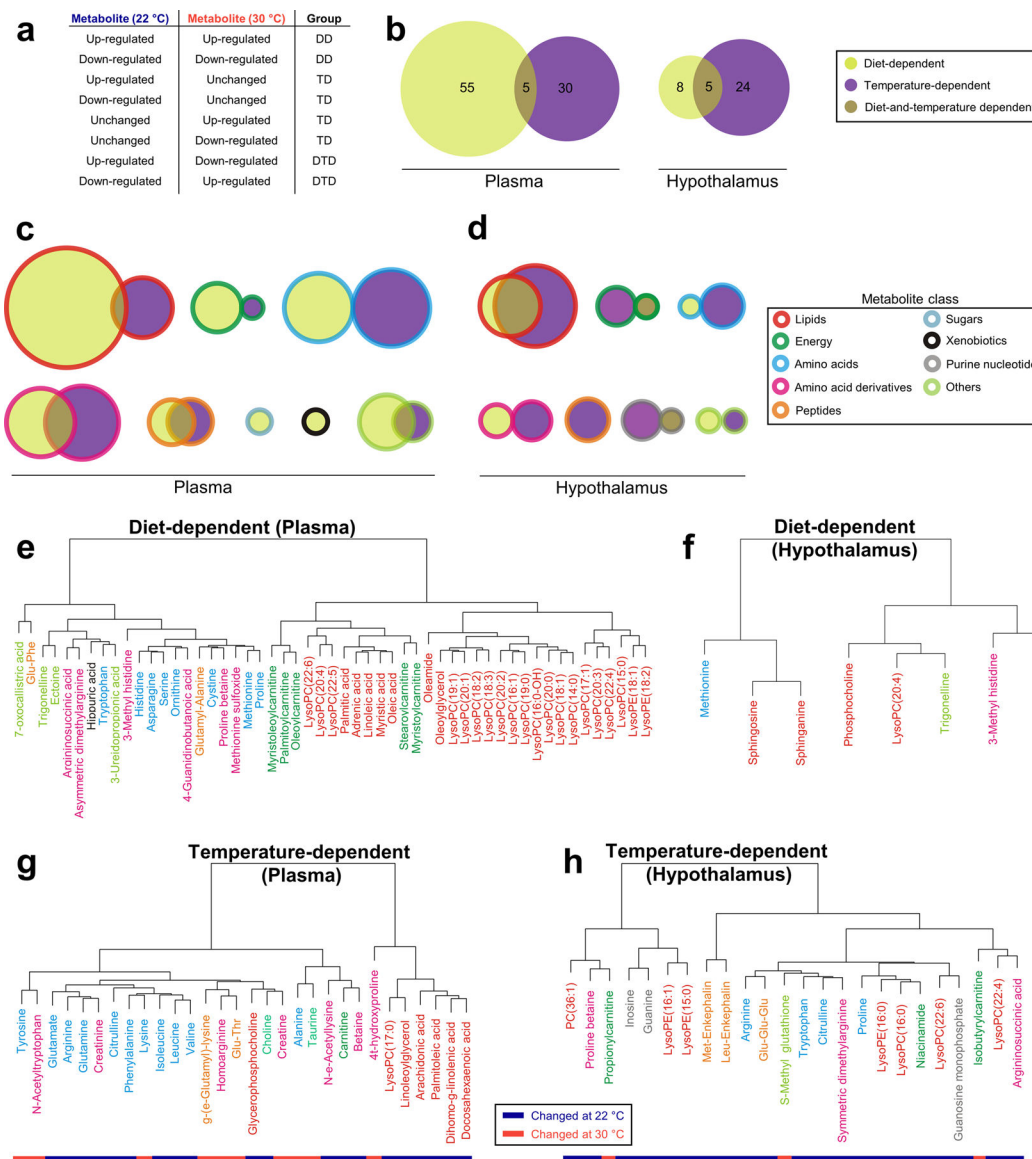 a
Metabolite (22 °C) Metabolite (30 °C) Group
Up-regulated Up-regulated DD
Down-regulated Down-regulated DD
Up-regulated Unchanged TD
Down-regulated Unchanged TD
Unchanged Up-regulated TD
Unchanged Down-regulated TD
Up-regulated Down-regulated DTD
Down-regulated Up-regulated DTD
b
55 5 30
8 5 24
Plasma
Hypothalamus
Diet-dependent
Temperature-dependent
Diet-and-temperature dependent
c
Plasma
d
Hypothalamus
Metabolite class
Lipids
Energy
Amino acids
Amino acid derivatives
Peptides
Sugars
Xenobiotics
Purine nucleotide
Others
e
Diet-dependent (Plasma)
7-oxocallistric acid
Glu-Phe
Trigonelline
Ectoine
Argininosuccinic acid
Asymmetric dimethylarginine
Hippuric acid
Tryptophan
3-Ureidopropionic acid
3-Methyl histidine
Histidine
Asparagine
Serine
Ornithine
4-Guanidinobutanoic acid
Glutamyl-Alanine
Cystine
Proline betaine
Methionine sulfoxide
Methionine
Proline
Myristoleoylcarnitine
Palmitoylcarnitine
Oleoylcarnitine
LysoPC(22:6)
LysoPC(20:4)
LysoPC(22:5)
Palmitic acid
Adrenic acid
Linoleic acid
Myristic acid
Oleic acid
Stearoylcarnitine
Myristoylcarnitine
Oleamide
Oleoylglycerol
LysoPC(19:1)
LysoPC(20:1)
LysoPC(18:2)
LysoPC(18:3)
LysoPC(20:2)
LysoPC(16:1)
LysoPC(19:0)
LysoPC(16:0-OH)
LysoPC(20:0)
LysoPC(18:1)
LysoPC(14:0)
LysoPC(17:1)
LysoPC(20:3)
LysoPC(22:4)
LysoPC(15:0)
LysoPE(18:1)
LysoPE(18:2)
f
Diet-dependent
(Hypothalamus)
Methionine
Sphingosine
Sphinganine
Phosphocholine
LysoPC(20:4)
Trigonelline
3-Methyl histidine
g
Temperature-dependent
(Plasma)
Tyrosine
N-Acetyltryptophan
Glutamate
Arginine
Glutamine
Creatinine
Citrulline
Phenylalanine
Lysine
Isoleucine
Leucine
Valine
g-(e-Glutamyl)-lysine
Homoarginine
Glu-Thr
Glycerophosphocholine
Choline
Creatine
Alanine
Taurine
N-e-Acetyllysine
Carnitine
Betaine
4t-hydroxyproline
LysoPC(17:0)
Linoleoylglycerol
Arachidonic acid
Palmitoleic acid
Dihomo-g-linolenic acid
Docosahexaenoic acid
h
Temperature-dependent
(Hypothalamus)
PC(36:1)
Proline betaine
Propionylcarnitine
Inosine
Guanine
LysoPE(16:1)
LysoPE(15:0)
Met-Enkephalin
Leu-Enkephalin
Arginine
Glu-Glu-Glu
S-Methyl glutathione
Tryptophan
Citrulline
Symmetric dimethylarginine
Proline
LysoPE(16:0)
LysoPC(16:0)
Niacinamide
LysoPC(22:6)
Guanosine monophosphate
Isobutyrylcarnitine
LysoPC(22:4)
Argininosuccinic acid
Changed at 22 °C
Changed at 30 °C